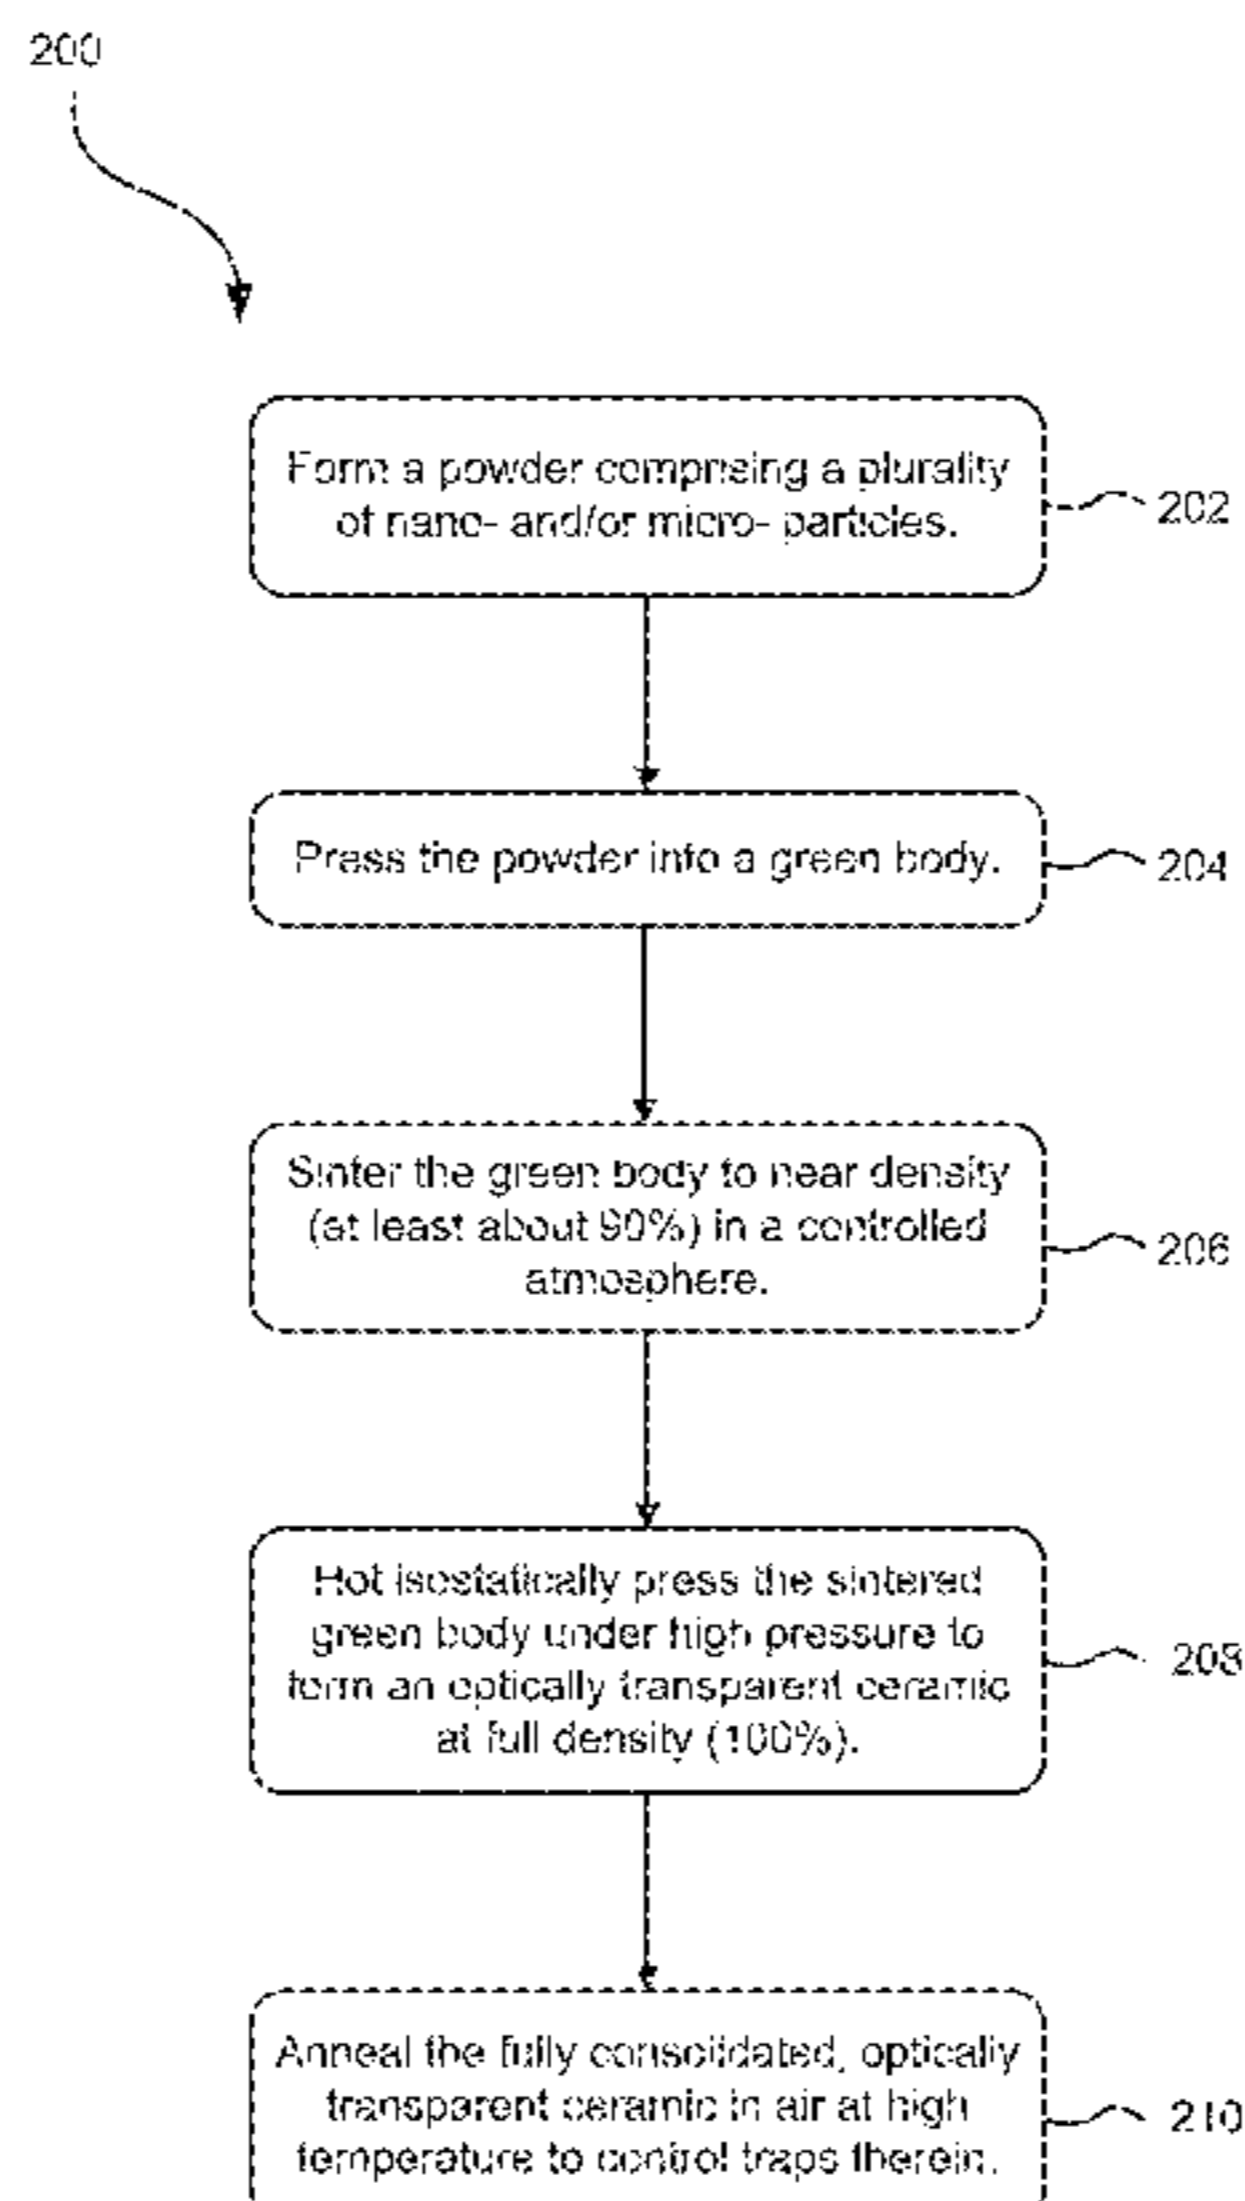 200
Form a powder comprising a plurality
of nano- and/or micro- particles.
202
Press the powder into a green body.
204
Sinter the green body to near density
(at least about 90%) in a controlled
atmosphere.
206
Hot isostatically press the sintered
green body under high pressure to
form an optically transparent ceramic
at full density (100%).
208
Anneal the fully consolidated, optically
transparent ceramic in air at high
temperature to control traps therein.
210